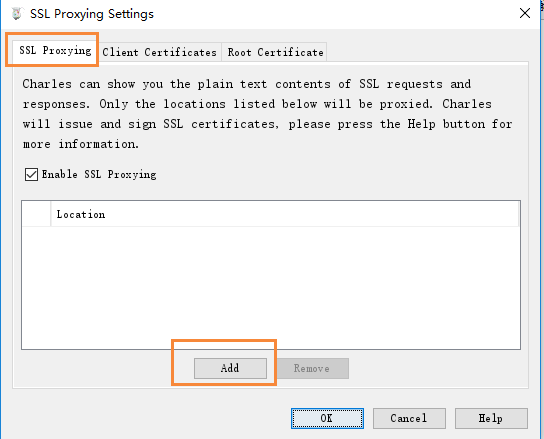 SSL Proxying Settings
SSL Proxying Client Certificates Root Certificate
Charles can show you the plain text contents of SSL requests and
responses. Only the locations listed below will be proxied. Charles
will issue and sign SSL certificates, please press the Help button for
more information.
Enable SSL Proxying
Location
Add Remove
OK Cancel Help